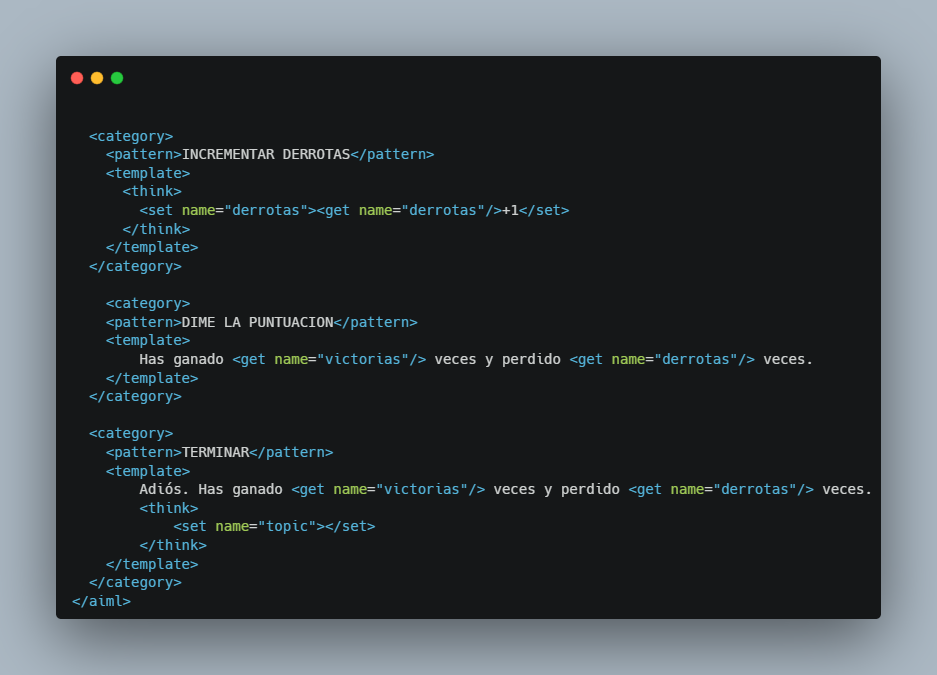 <category>
<pattern>INCREMENTAR DERROTAS</pattern>
<template>
<think>
<set name="derrotas"><get name="derrotas"/>+1</set>
</think>
</template>
</category>
<category>
<pattern>DIME LA PUNTUACION</pattern>
<template>
Has ganado <get name="victorias"/> veces y perdido <get name="derrotas"/> veces.
</template>
</category>
<category>
<pattern>TERMINAR</pattern>
<template>
Adiós. Has ganado <get name="victorias"/> veces y perdido <get name="derrotas"/> veces.
<think>
<set name="topic"></set>
</think>
</template>
</category>
</aiml>